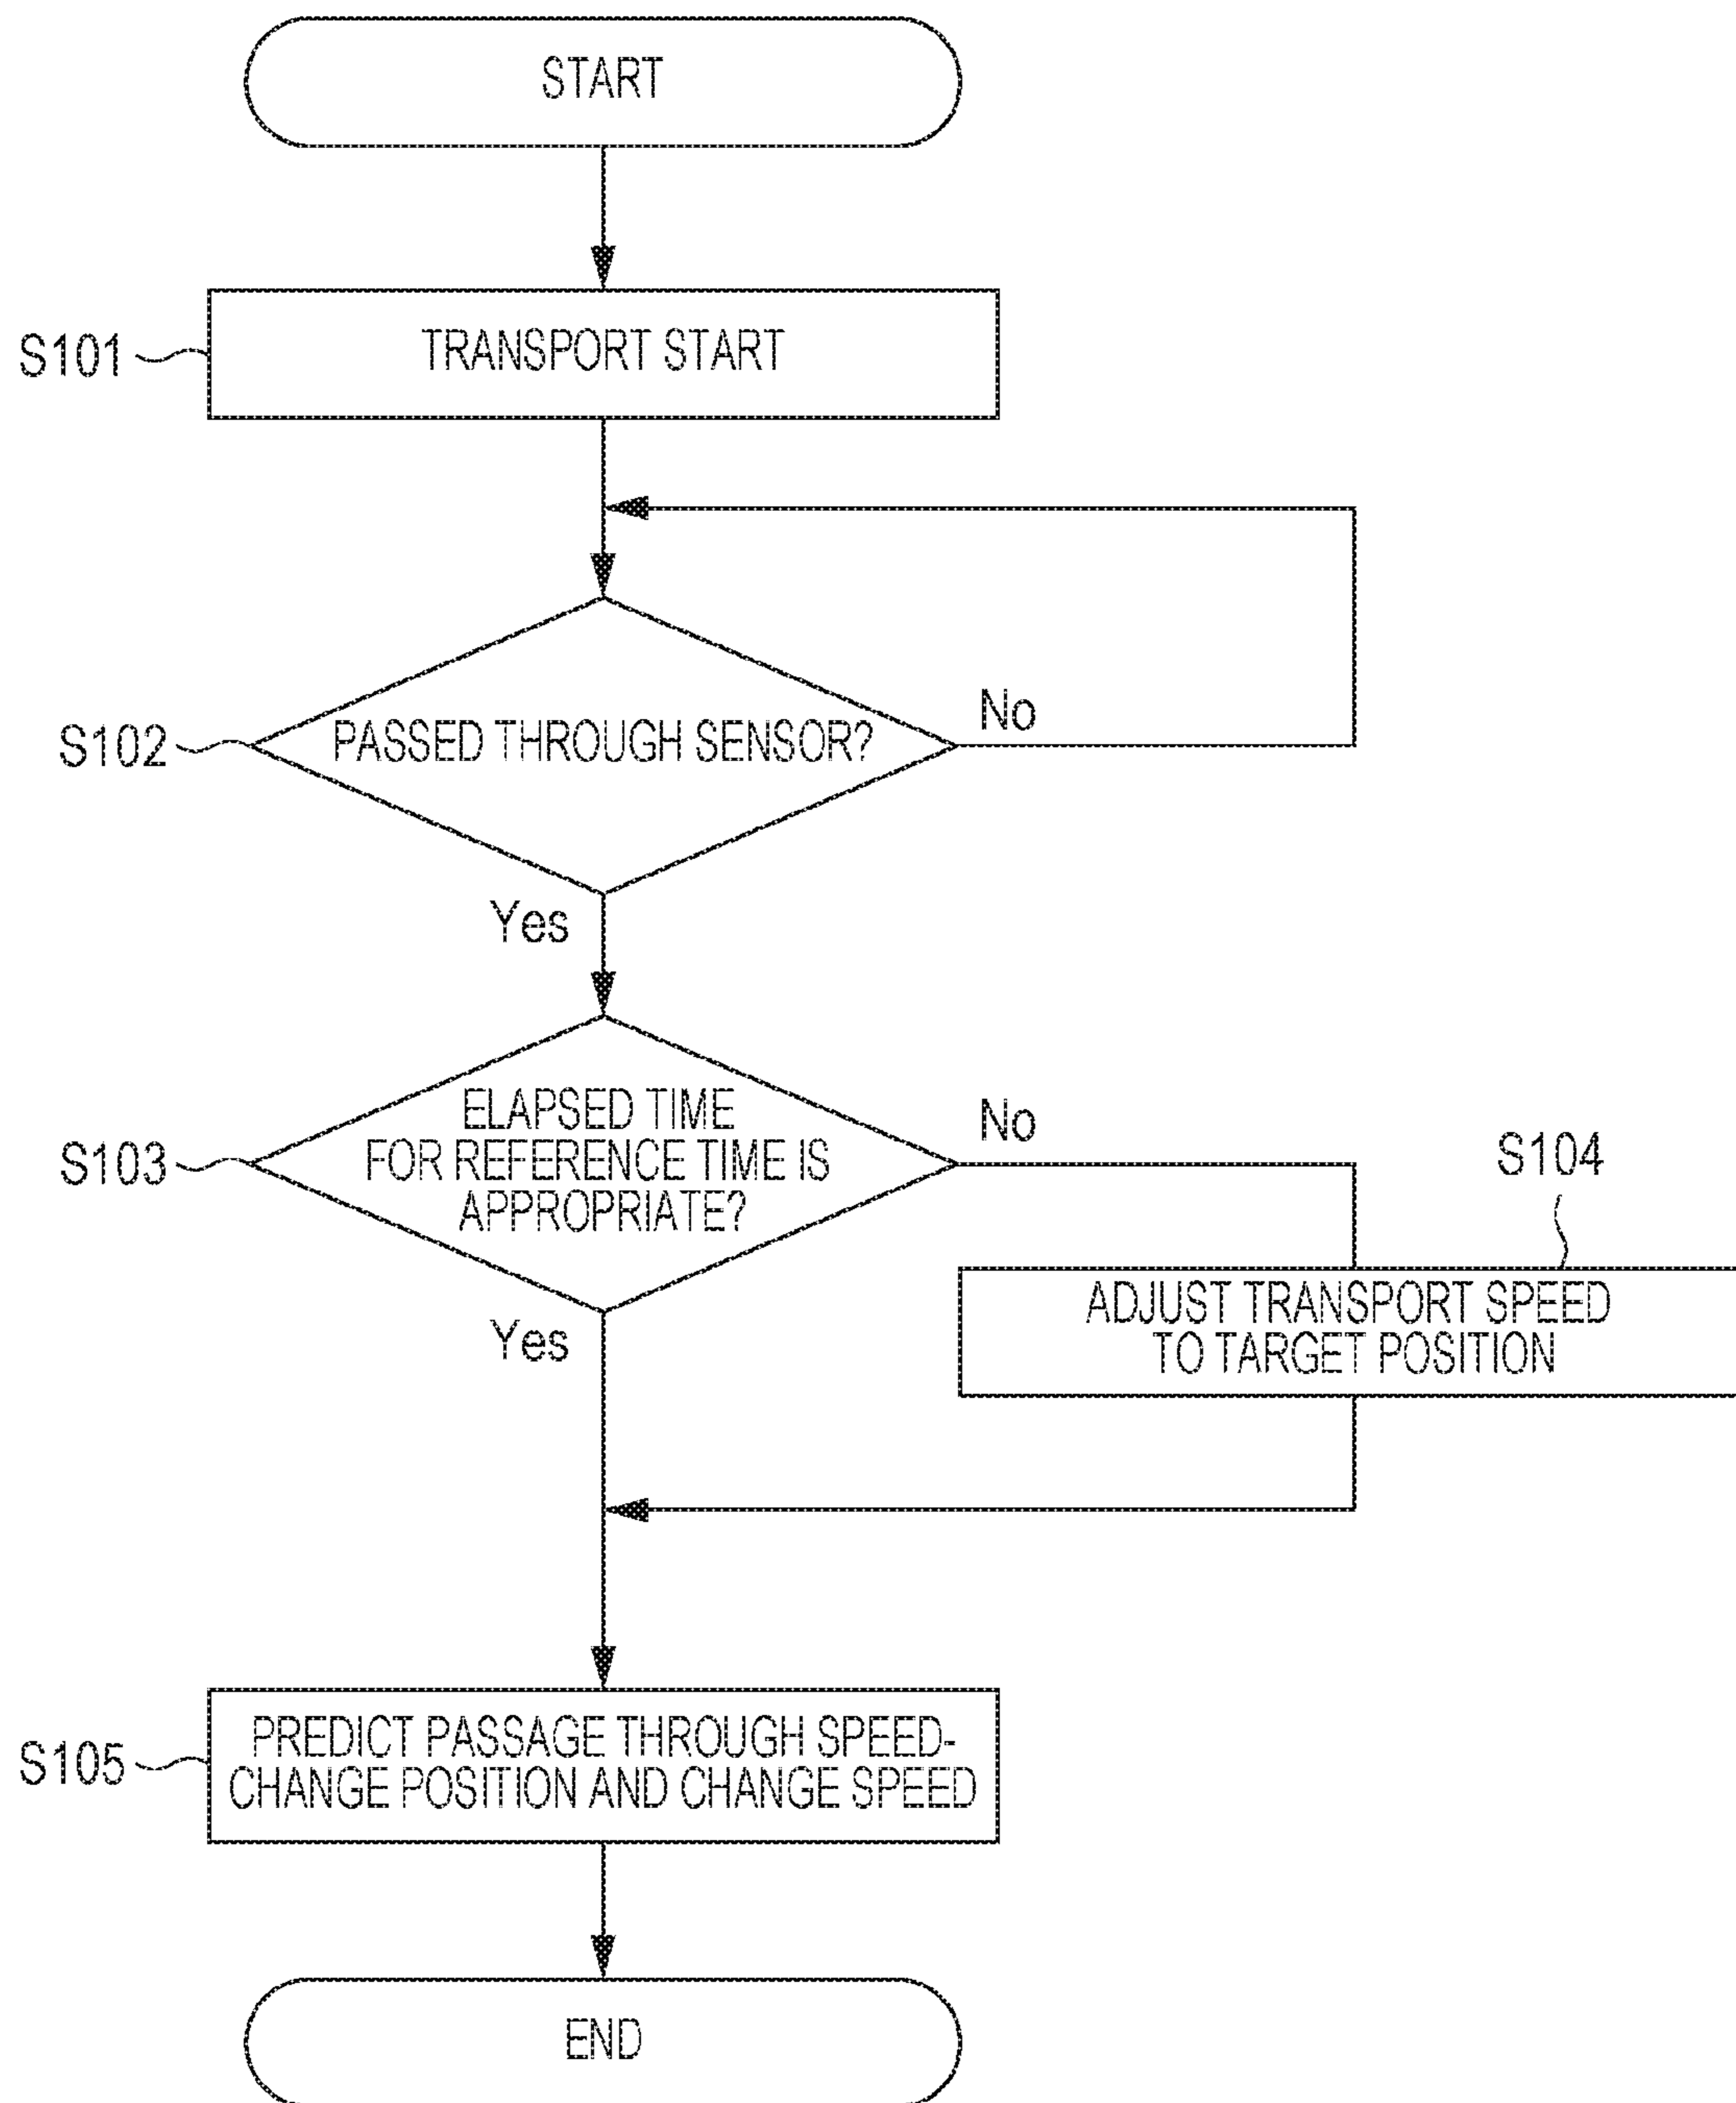 START
S101
TRANSPORT START
S102
PASSED THROUGH SENSOR?
No
Yes
S103
ELAPSED TIME
FOR REFERENCE TIME IS
APPROPRIATE?
No
Yes
S104
ADJUST TRANSPORT SPEED
TO TARGET POSITION
S105
PREDICT PASSAGE THROUGH SPEED-
CHANGE POSITION AND CHANGE SPEED
END